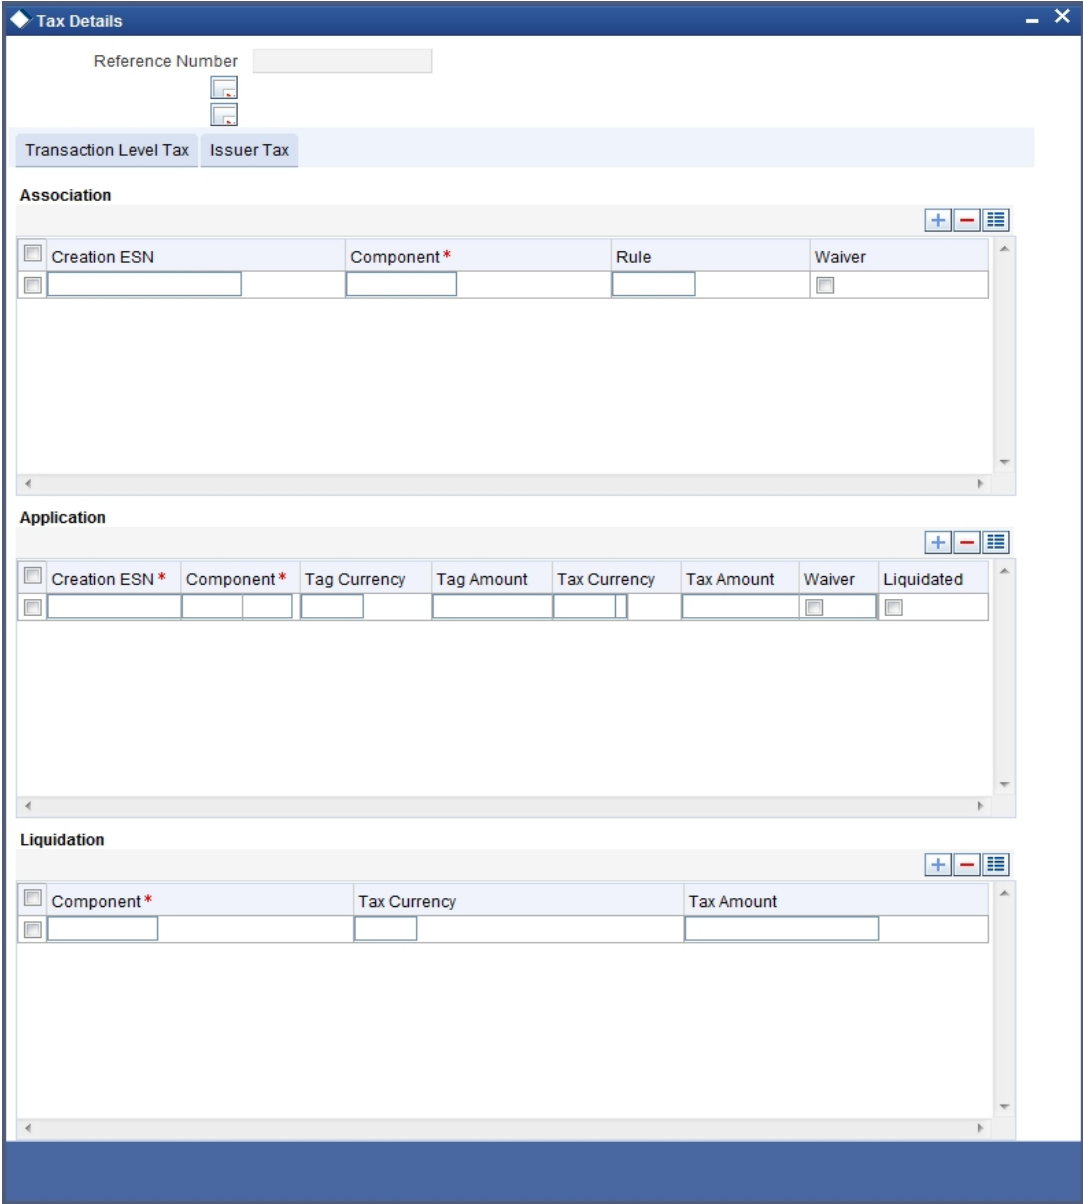 Tax Details
Reference Number
Transaction Level Tax Issuer Tax
Association
Creation ESN Component * Rule Waiver
Application
Creation ESN * Component * Tag Currency Tag Amount Tax Currency Tax Amount Waiver Liquidated
Liquidation
Component * Tax Currency Tax Amount